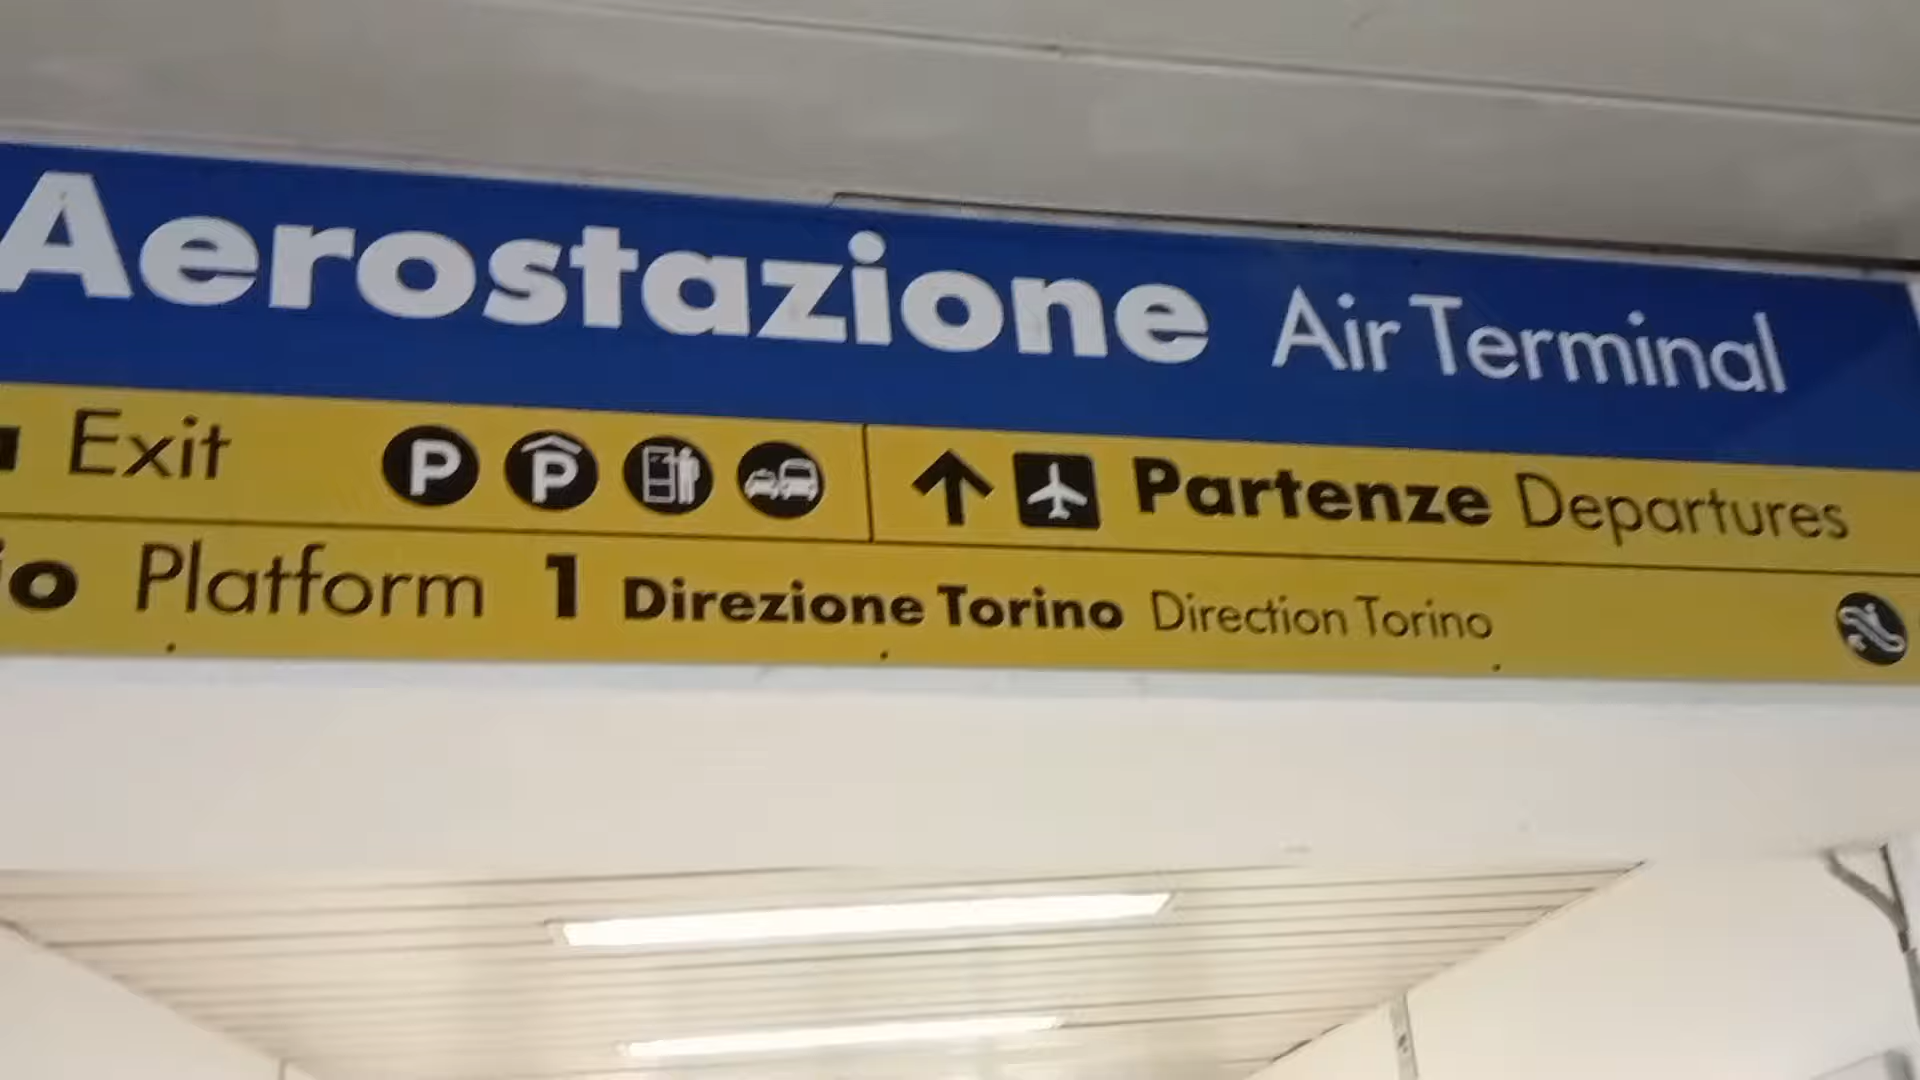 Aerostazione Air Terminal
Exit P P Partenze Departures
Platform 1 Direzione Torino Direction Torino